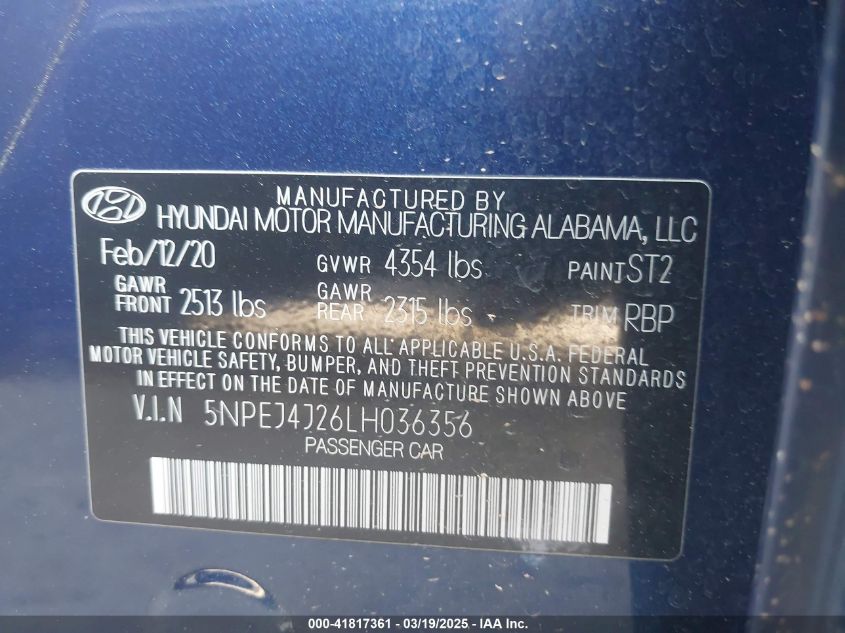 MANUFACTURED BY
HYUNDAI MOTOR MANUFACTURING ALABAMA, LLC
Feb/12/20 GVWR 4354 lbs PAINT ST2
GAWR FRONT 2513 lbs GAWR REAR 2315 lbs TRIM RBP
THIS VEHICLE CONFORMS TO ALL APPLICABLE U.S.A. FEDERAL
MOTOR VEHICLE SAFETY, BUMPER, AND THEFT PREVENTION STANDARDS
IN EFFECT ON THE DATE OF MANUFACTURE SHOWN ABOVE
V.I.N 5NPEJ4J26LH036356
PASSENGER CAR
000-41817361 - 03/19/2025 - IAA Inc.